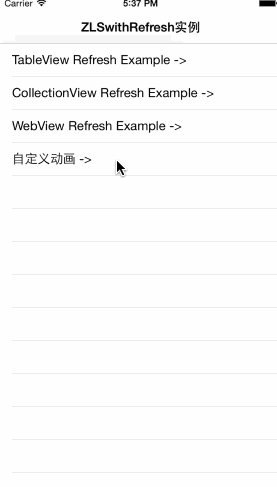 Carrier 5:37 PM
ZLSwithRefresh实例
TableView Refresh Example ->
CollectionView Refresh Example ->
WebView Refresh Example ->
自定义动画 ->